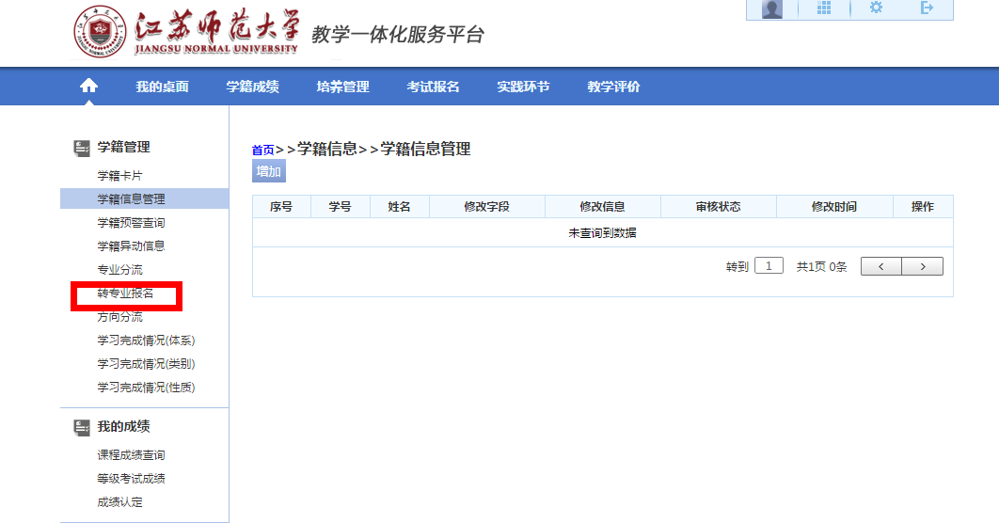 江苏师范大学
JIANGSU NORMAL UNIVERSITY
教学一体化服务平台
我的桌面 学籍成绩 培养管理 考试报名 实践环节 教学评价
学籍管理
学籍卡片
学籍信息管理
学籍预警查询
学籍异动信息
专业分流
转专业报名
方向分流
学习完成情况(体系)
学习完成情况(类别)
学习完成情况(性质)
我的成绩
课程成绩查询
等级考试成绩
成绩认定
首页>>学籍信息>>学籍信息管理
增加
序号 学号 姓名 修改字段 修改信息 审核状态 修改时间 操作
未查询到数据
转到 1 共1页 0条 < >